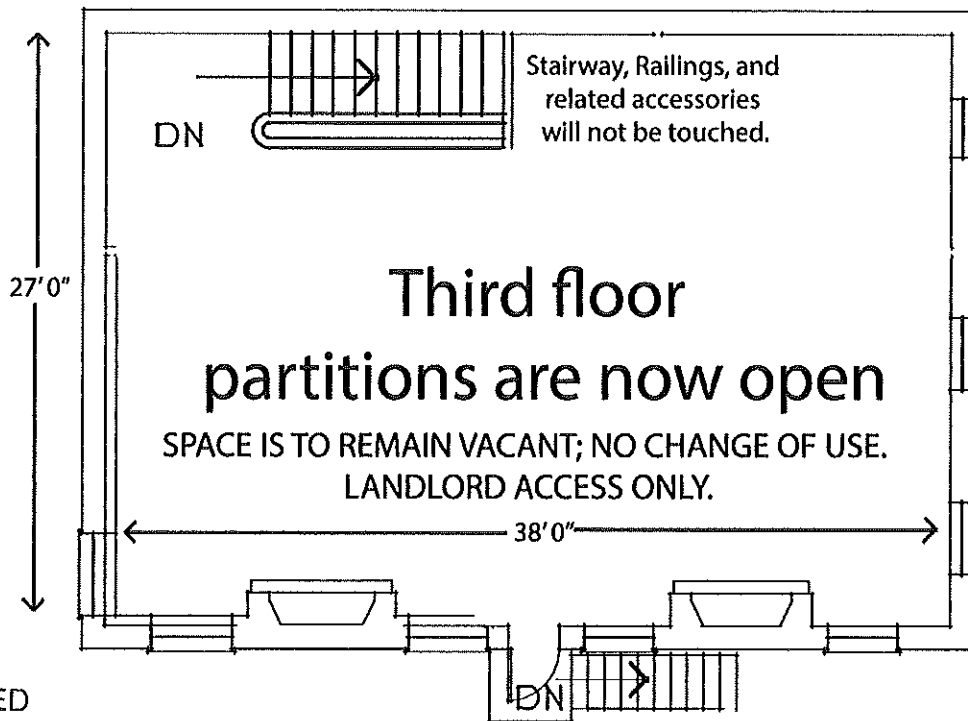 Stairway, Railings, and
related accessories
will not be touched.
DN
27'0"
Third floor
partitions are now open
SPACE IS TO REMAIN VACANT; NO CHANGE OF USE.
LANDLORD ACCESS ONLY.
38'0"
DN
ED